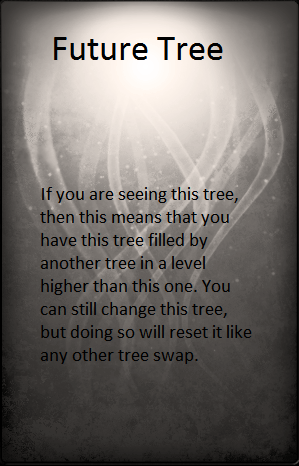 Future Tree
If you are seeing this tree,
then this means that you
have this tree filled by
another tree in a level
higher than this one. You
can still change this tree,
but doing so will reset it like
any other tree swap.